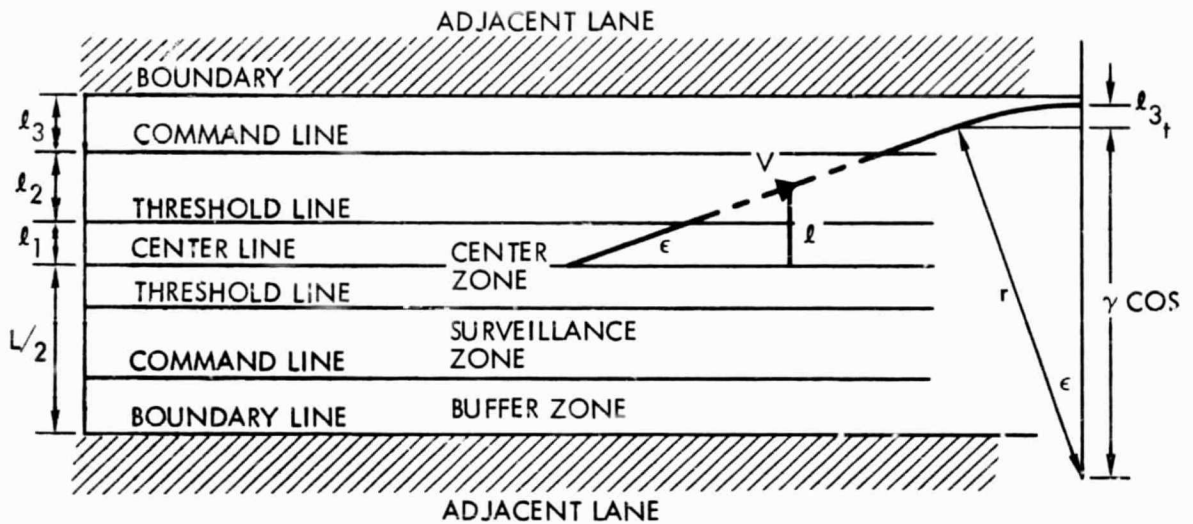 ADJACENT LANE
BOUNDARY
ℓ3
COMMAND LINE
ℓ3t
ℓ2
V
THRESHOLD LINE
ℓ1
CENTER LINE
CENTER
ZONE
ϵ
ℓ
THRESHOLD LINE
r
γ COS
L/2
SURVEILLANCE
ZONE
COMMAND LINE
ϵ
BOUNDARY LINE
BUFFER ZONE
ADJACENT LANE